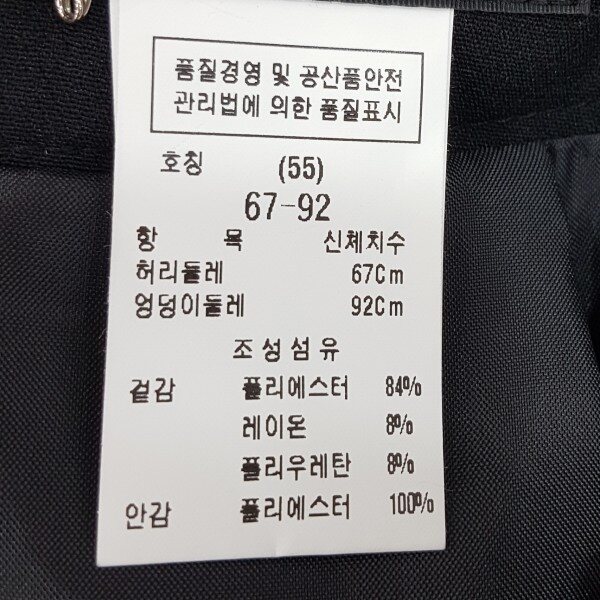 품질경영 및 공산품안전
관리법에 의한 품질표시
호칭 (55)
67-92
항 목 신체치수
허리둘레 67Cm
엉덩이둘레 92Cm
조성섬유
겉감 폴리에스터 84%
레이온 8%
폴리우레탄 8%
안감 폴리에스터 100%